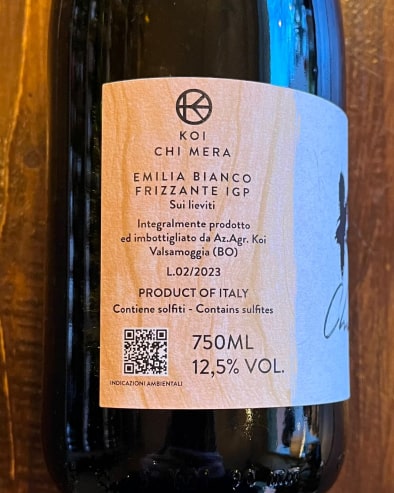 KOI
CHI MERA
EMILIA BIANCO
FRIZZANTE IGP
Sui lieviti
Integralmente prodotto
ed imbottigliato da Az.Agr. Koi
Valsamoggia (BO)
L.02/2023
PRODUCT OF ITALY
Contiene solfiti - Contains sulfites
750ML
12,5% VOL.
INDICAZIONI AMBIENTALI